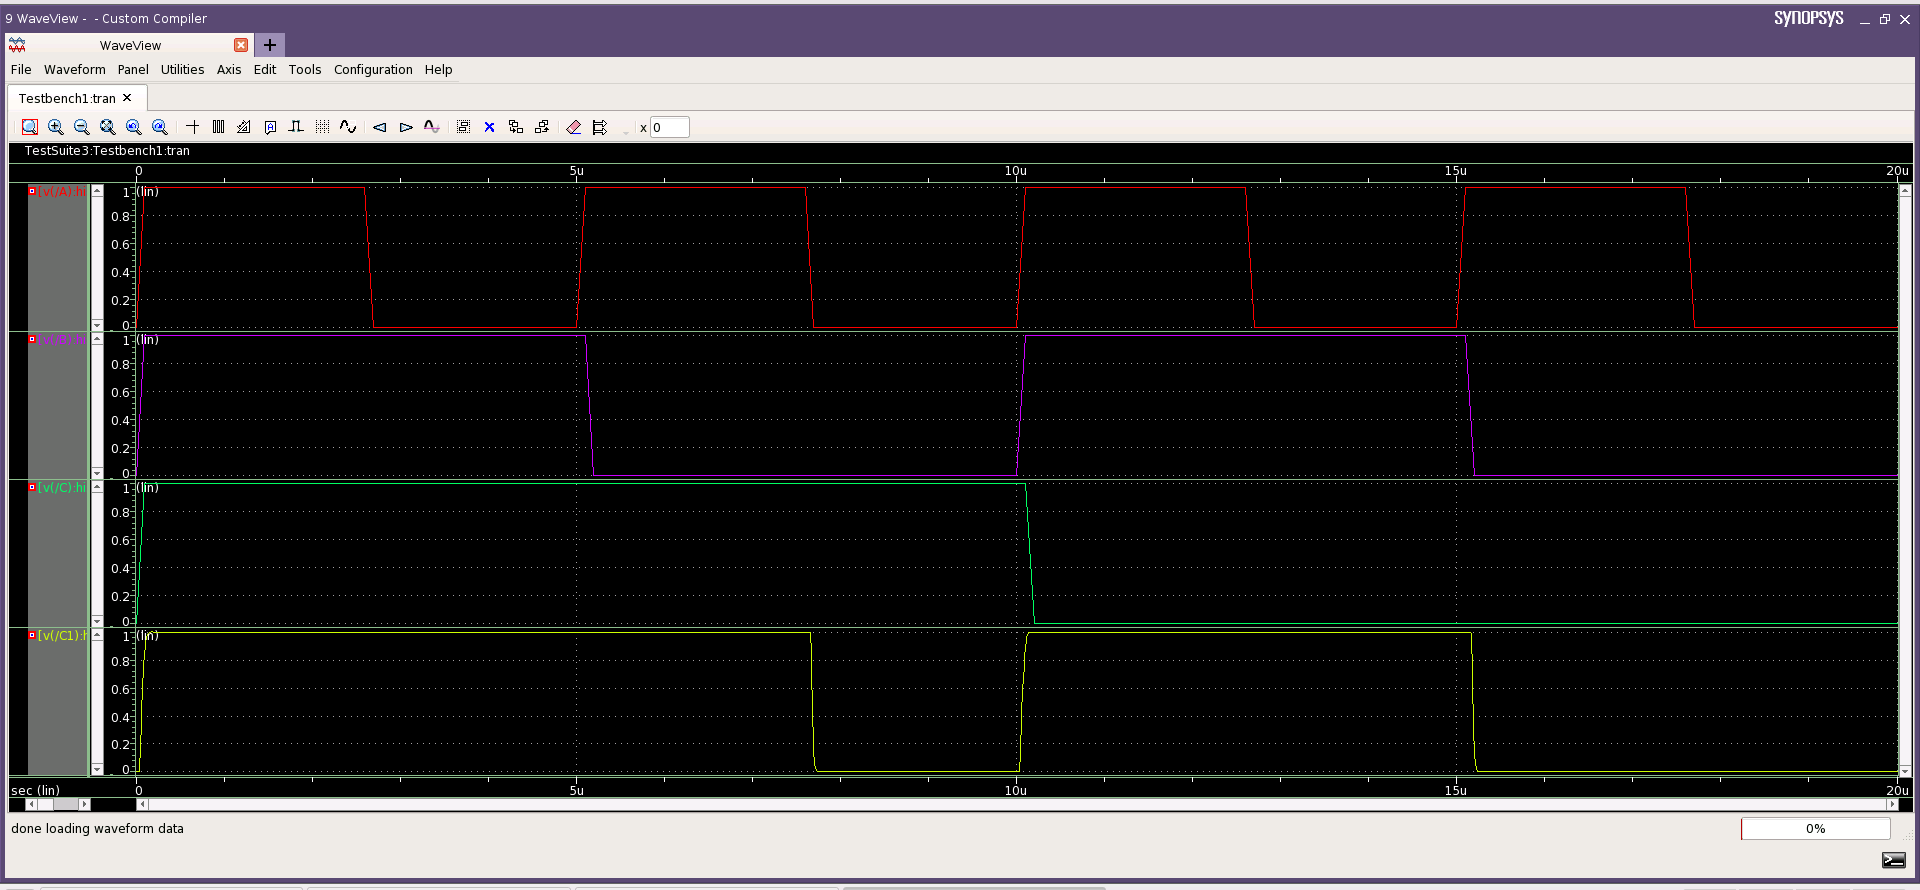 9 WaveView -  - Custom Compiler
SYNOPSYS
WaveView
File Waveform Panel Utilities Axis Edit Tools Configuration Help
Testbench1:tran
x 0
TestSuite3:Testbench1:tran
0 5u 10u 15u 20u
[v(/A):hi
1 (lin)
0.8
0.6
0.4
0.2
0
[v(/B):hi
1 (lin)
0.8
0.6
0.4
0.2
0
[v(/C):hi
1 (lin)
0.8
0.6
0.4
0.2
0
[v(/C1):h
1 (lin)
0.8
0.6
0.4
0.2
0
sec (lin) 0 5u 10u 15u 20u
done loading waveform data
0%